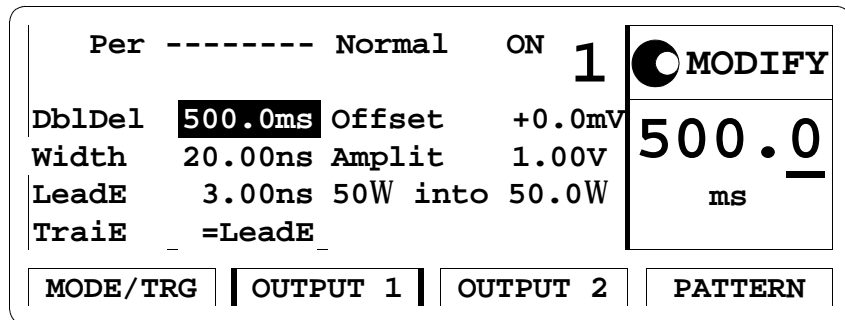 Per -------- Normal ON 1
MODIFY
DblDel 500.0ms Offset +0.0mV
500.0
Width 20.00ns Amplit 1.00V
LeadE 3.00ns 50W into 50.0W
ms
TraiE =LeadE
MODE/TRG OUTPUT 1 OUTPUT 2 PATTERN